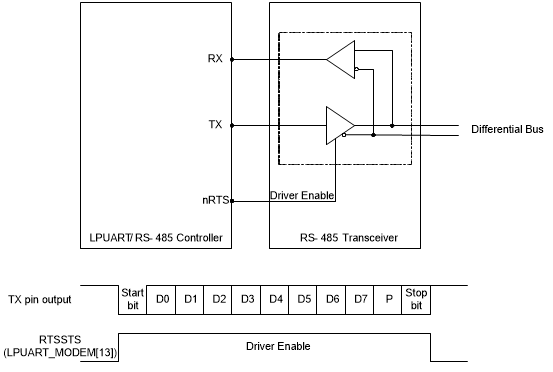 RX
TX
Differential Bus
nRTS
Driver Enable
LPUART/RS-485 Controller
RS-485 Transceiver
TX pin output
Start bit
D0
D1
D2
D3
D4
D5
D6
D7
P
Stop bit
RTSSTS
(LPUART_MODEM[13])
Driver Enable